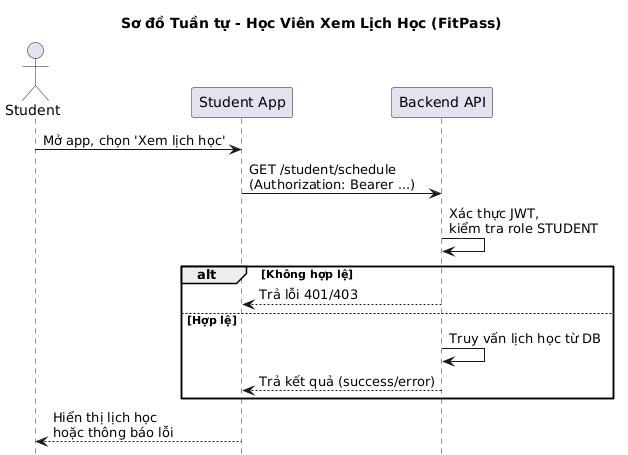 Sơ đồ Tuần tự - Học Viên Xem Lịch Học (FitPass)
Student
Student App
Backend API
Mở app, chọn 'Xem lịch học'
GET /student/schedule
(Authorization: Bearer ...)
Xác thực JWT,
kiểm tra role STUDENT
alt
[Không hợp lệ]
Trả lỗi 401/403
[Hợp lệ]
Truy vấn lịch học từ DB
Trả kết quả (success/error)
Hiển thị lịch học
hoặc thông báo lỗi